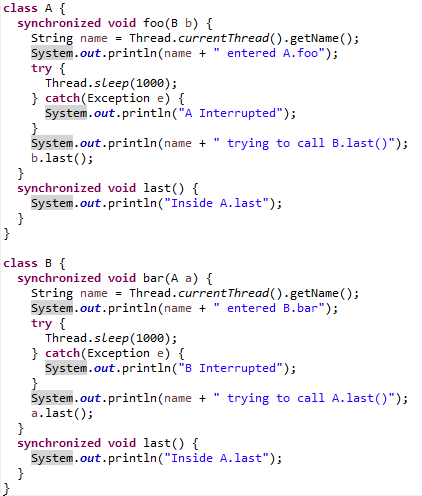 class A {
  synchronized void foo(B b) {
    String name = Thread.currentThread().getName();
    System.out.println(name + " entered A.foo");
    try {
      Thread.sleep(1000);
    } catch(Exception e) {
      System.out.println("A Interrupted");
    }
    System.out.println(name + " trying to call B.last()");
    b.last();
  }
  synchronized void last() {
    System.out.println("Inside A.last");
  }
}

class B {
  synchronized void bar(A a) {
    String name = Thread.currentThread().getName();
    System.out.println(name + " entered B.bar");
    try {
      Thread.sleep(1000);
    } catch(Exception e) {
      System.out.println("B Interrupted");
    }
    System.out.println(name + " trying to call A.last()");
    a.last();
  }
  synchronized void last() {
    System.out.println("Inside A.last");
  }
}